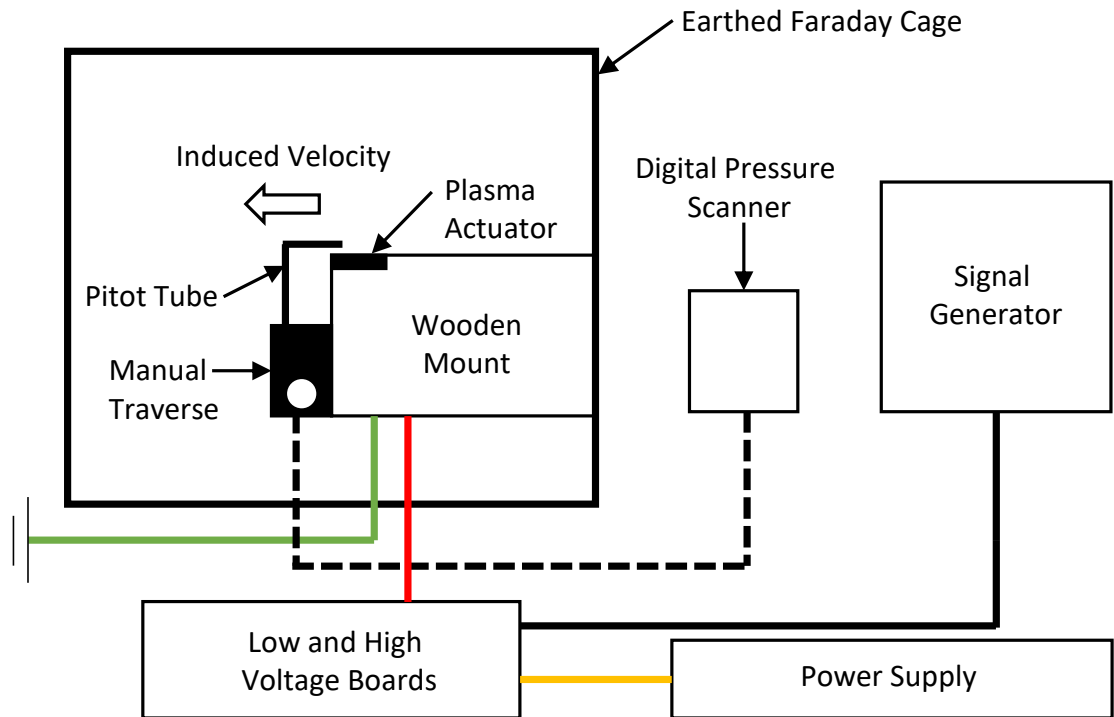 Earthed Faraday Cage
Induced Velocity
Plasma
Actuator
Digital Pressure
Scanner
Pitot Tube
Wooden
Mount
Signal
Generator
Manual
Traverse
Low and High
Voltage Boards
Power Supply